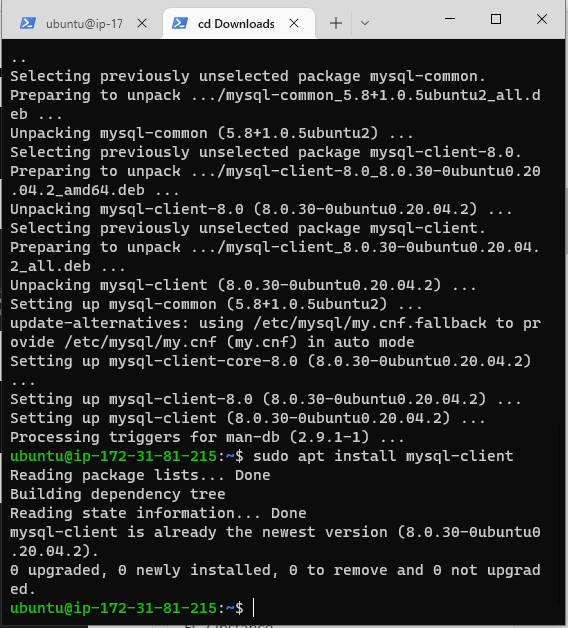 ubuntu@ip-17
cd Downloads
..
Selecting previously unselected package mysql-common.
Preparing to unpack .../mysql-common_5.8+1.0.5ubuntu2_all.d
eb ...
Unpacking mysql-common (5.8+1.0.5ubuntu2) ...
Selecting previously unselected package mysql-client-8.0.
Preparing to unpack .../mysql-client-8.0_8.0.30-0ubuntu0.20
.04.2_amd64.deb ...
Unpacking mysql-client-8.0 (8.0.30-0ubuntu0.20.04.2) ...
Selecting previously unselected package mysql-client.
Preparing to unpack .../mysql-client_8.0.30-0ubuntu0.20.04.
2_all.deb ...
Unpacking mysql-client (8.0.30-0ubuntu0.20.04.2) ...
Setting up mysql-common (5.8+1.0.5ubuntu2) ...
update-alternatives: using /etc/mysql/my.cnf.fallback to pr
ovide /etc/mysql/my.cnf (my.cnf) in auto mode
Setting up mysql-client-core-8.0 (8.0.30-0ubuntu0.20.04.2)
...
Setting up mysql-client-8.0 (8.0.30-0ubuntu0.20.04.2) ...
Setting up mysql-client (8.0.30-0ubuntu0.20.04.2) ...
Processing triggers for man-db (2.9.1-1) ...
ubuntu@ip-172-31-81-215:~$ sudo apt install mysql-client
Reading package lists... Done
Building dependency tree
Reading state information... Done
mysql-client is already the newest version (8.0.30-0ubuntu0
.20.04.2).
0 upgraded, 0 newly installed, 0 to remove and 0 not upgrad
ed.
ubuntu@ip-172-31-81-215:~$